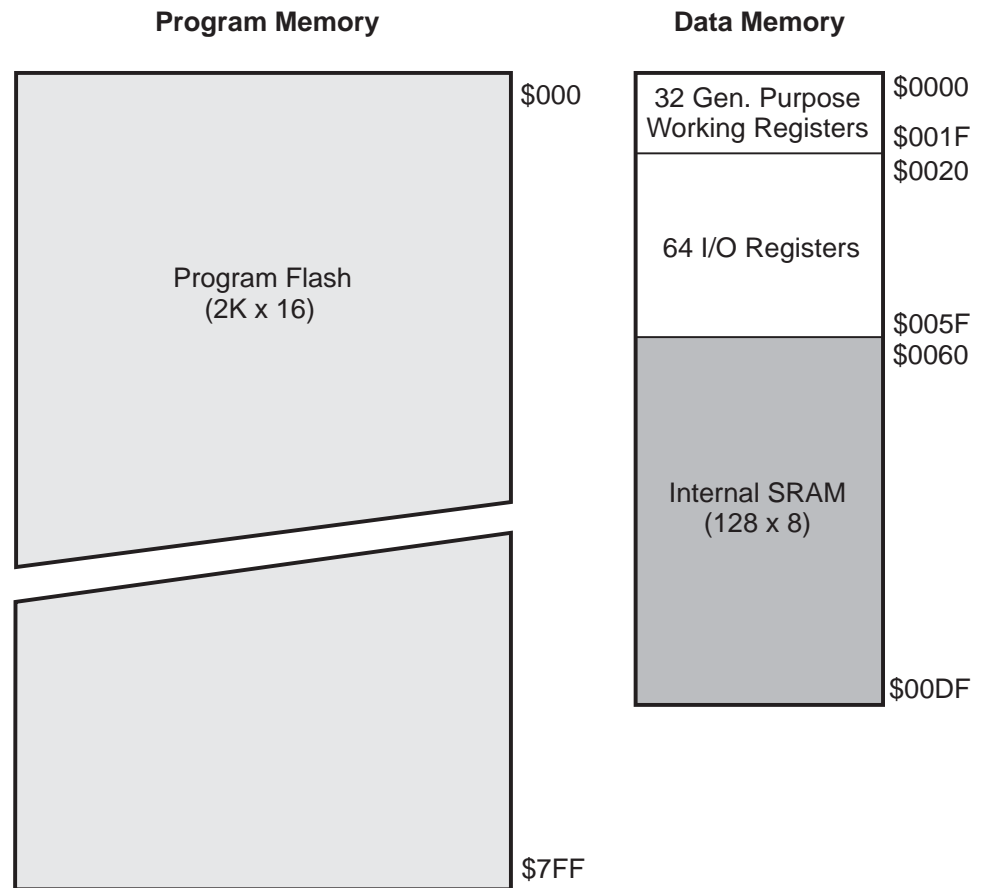 Program Memory
$000
Program Flash
(2K x 16)
$7FF
Data Memory
32 Gen. Purpose
Working Registers
$0000
$001F
$0020
64 I/O Registers
$005F
$0060
Internal SRAM
(128 x 8)
$00DF